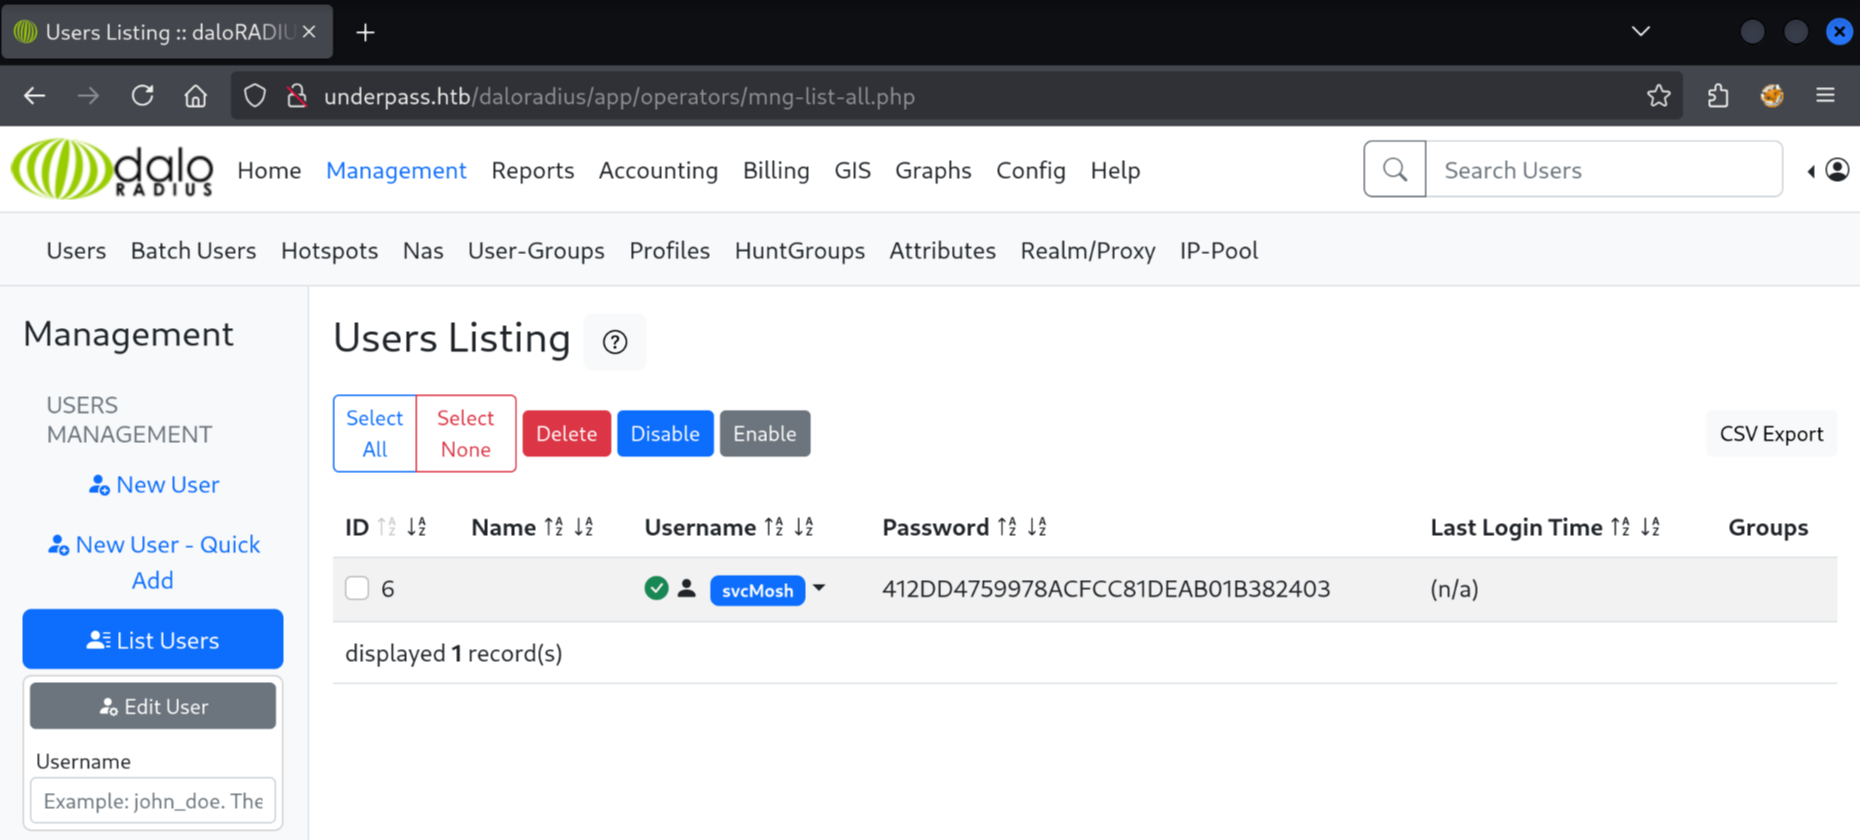 Users Listing :: daloRADIU
underpass.htb/daloradius/app/operators/mng-list-all.php
dalo RADIUS Home Management Reports Accounting Billing GIS Graphs Config Help Search Users
Users Batch Users Hotspots Nas User-Groups Profiles HuntGroups Attributes Realm/Proxy IP-Pool
Management
USERS
MANAGEMENT
New User
New User - Quick
Add
List Users
Edit User
Username
Example: john_doe. The
Users Listing
Select
All
Select
None
Delete Disable Enable CSV Export
ID Name Username Password Last Login Time Groups
6 svcMosh 412DD4759978ACFCC81DEAB01B382403 (n/a)
displayed 1 record(s)